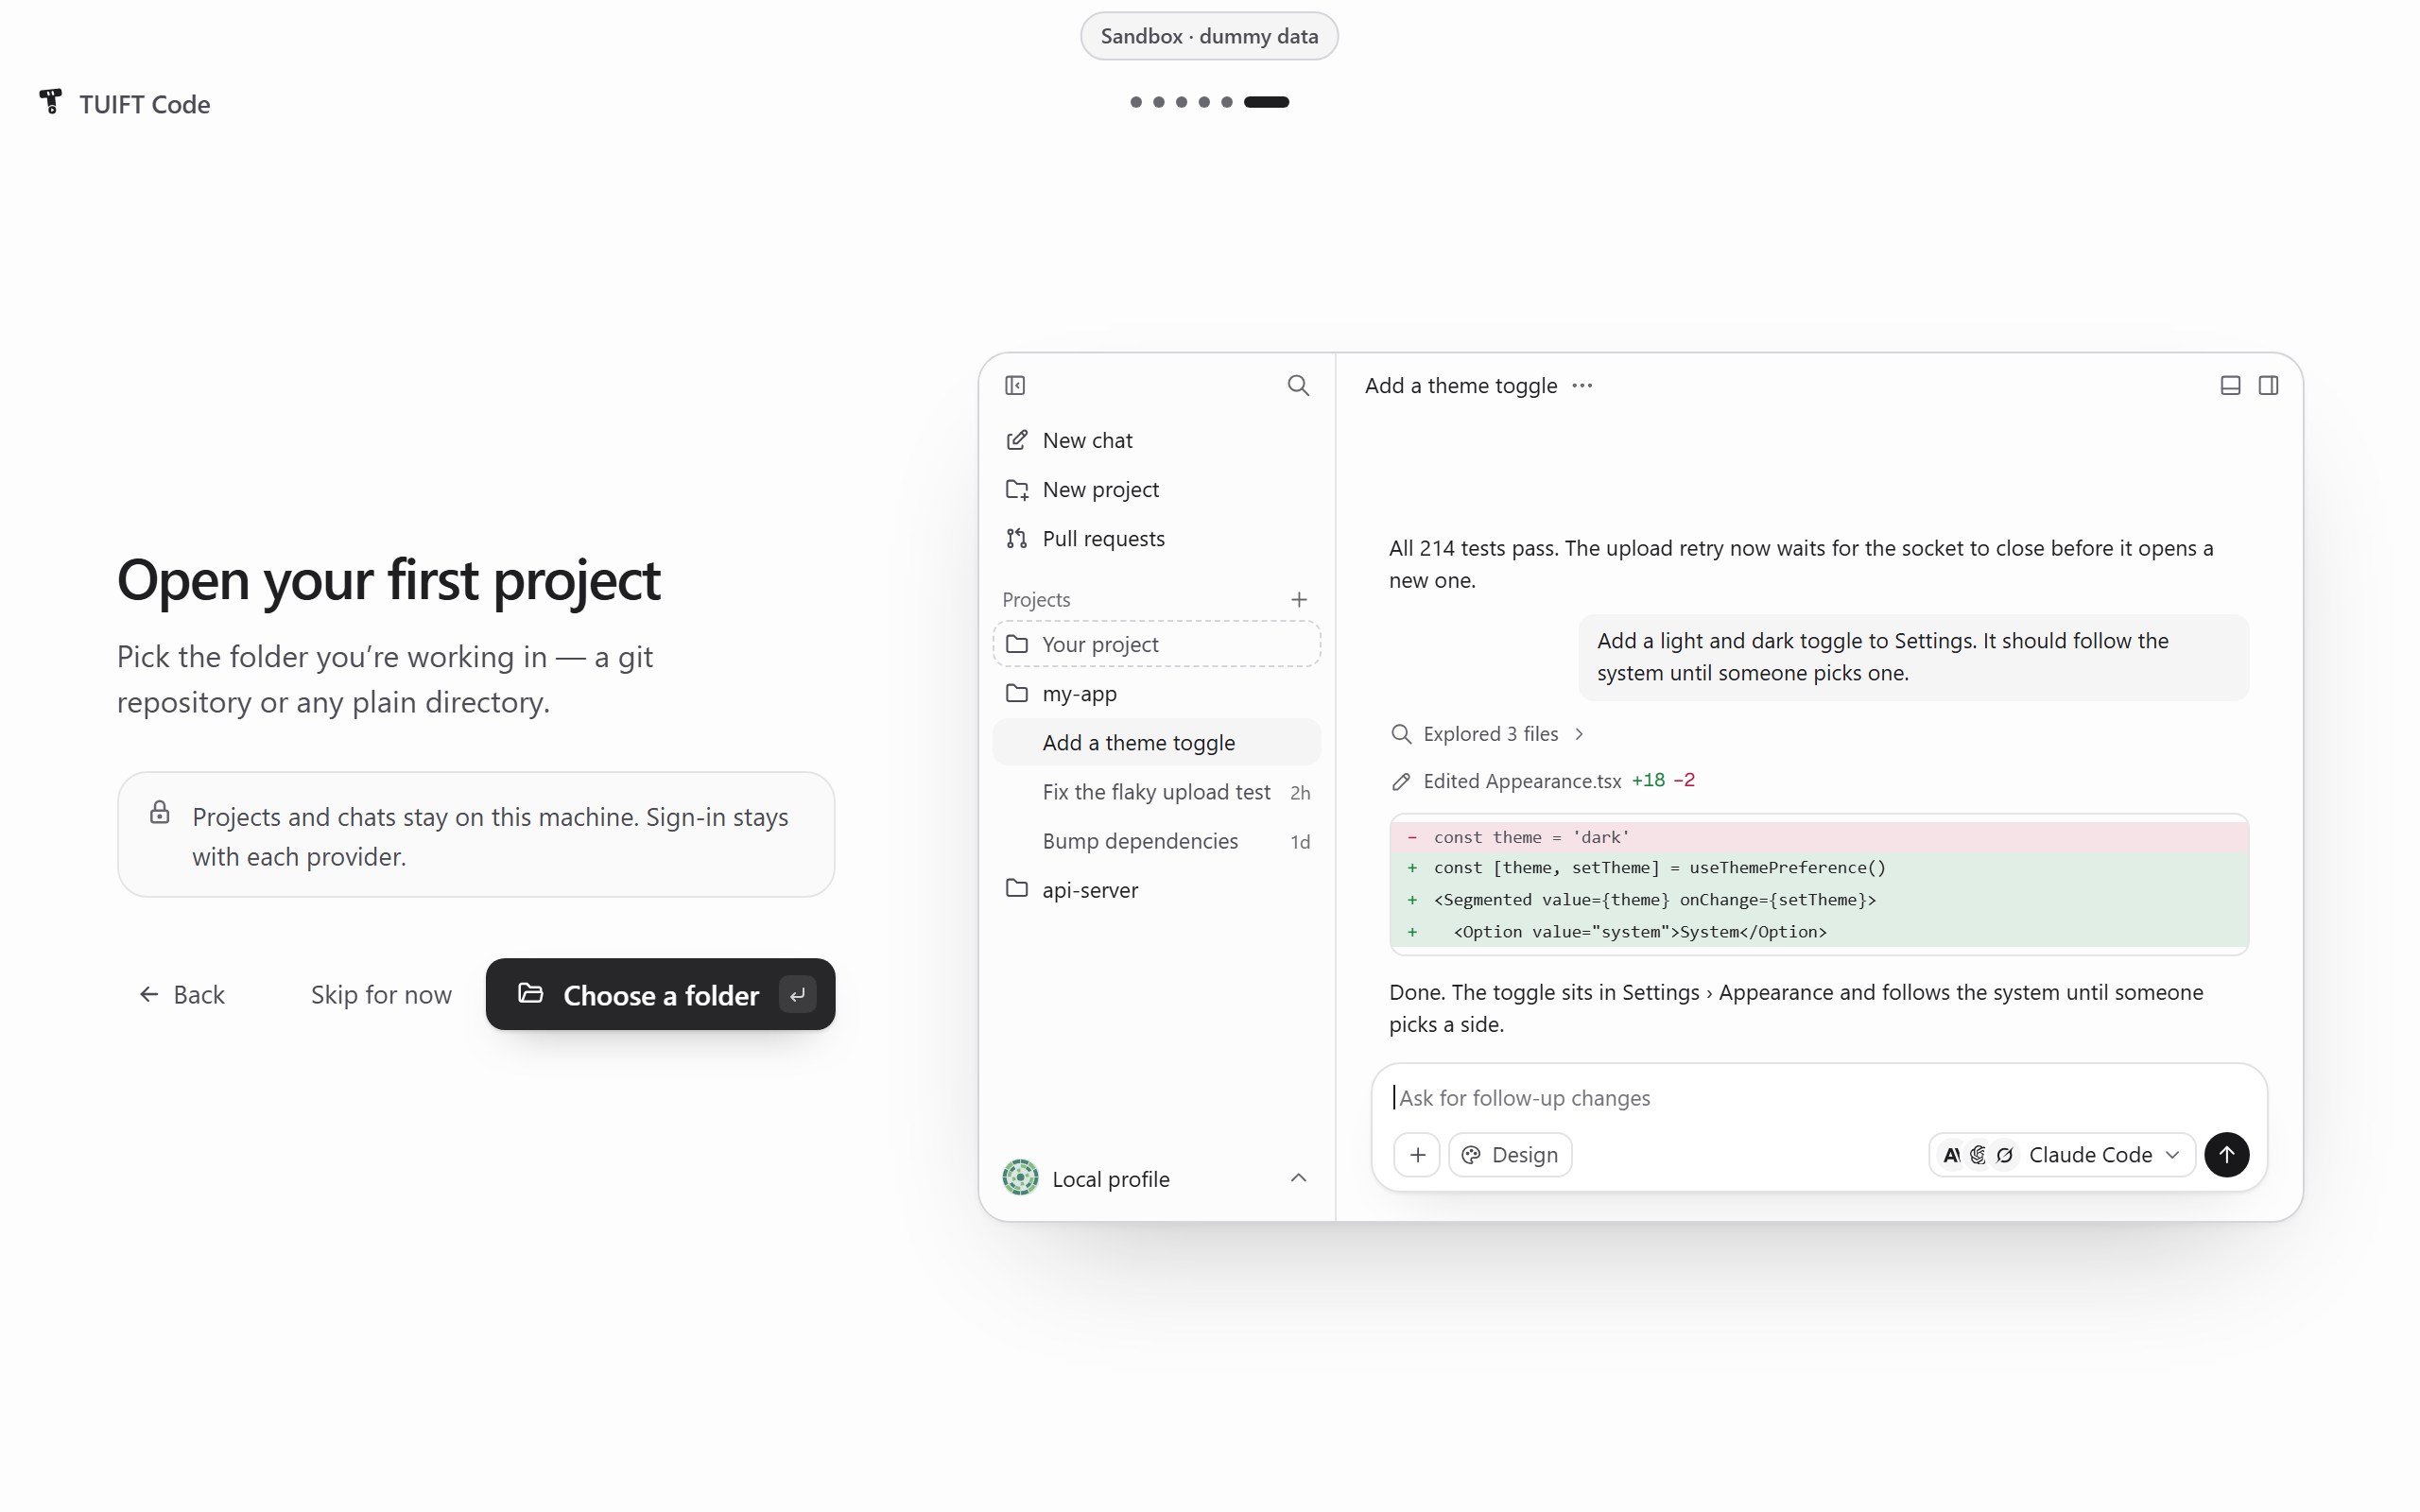 Sandbox · dummy data
TUIFT Code
Open your first project
Pick the folder you’re working in — a git
repository or any plain directory.
Projects and chats stay on this machine. Sign-in stays
with each provider.
Back
Skip for now
Choose a folder
New chat
New project
Pull requests
Projects
Your project
my-app
Add a theme toggle
Fix the flaky upload test 2h
Bump dependencies 1d
api-server
Local profile
Add a theme toggle
All 214 tests pass. The upload retry now waits for the socket to close before it opens a
new one.
Add a light and dark toggle to Settings. It should follow the
system until someone picks one.
Explored 3 files
Edited Appearance.tsx +18 −2
− const theme = 'dark'
+ const [theme, setTheme] = useThemePreference()
+ <Segmented value={theme} onChange={setTheme}>
+ <Option value="system">System</Option>
Done. The toggle sits in Settings › Appearance and follows the system until someone
picks a side.
Ask for follow-up changes
Design
Claude Code